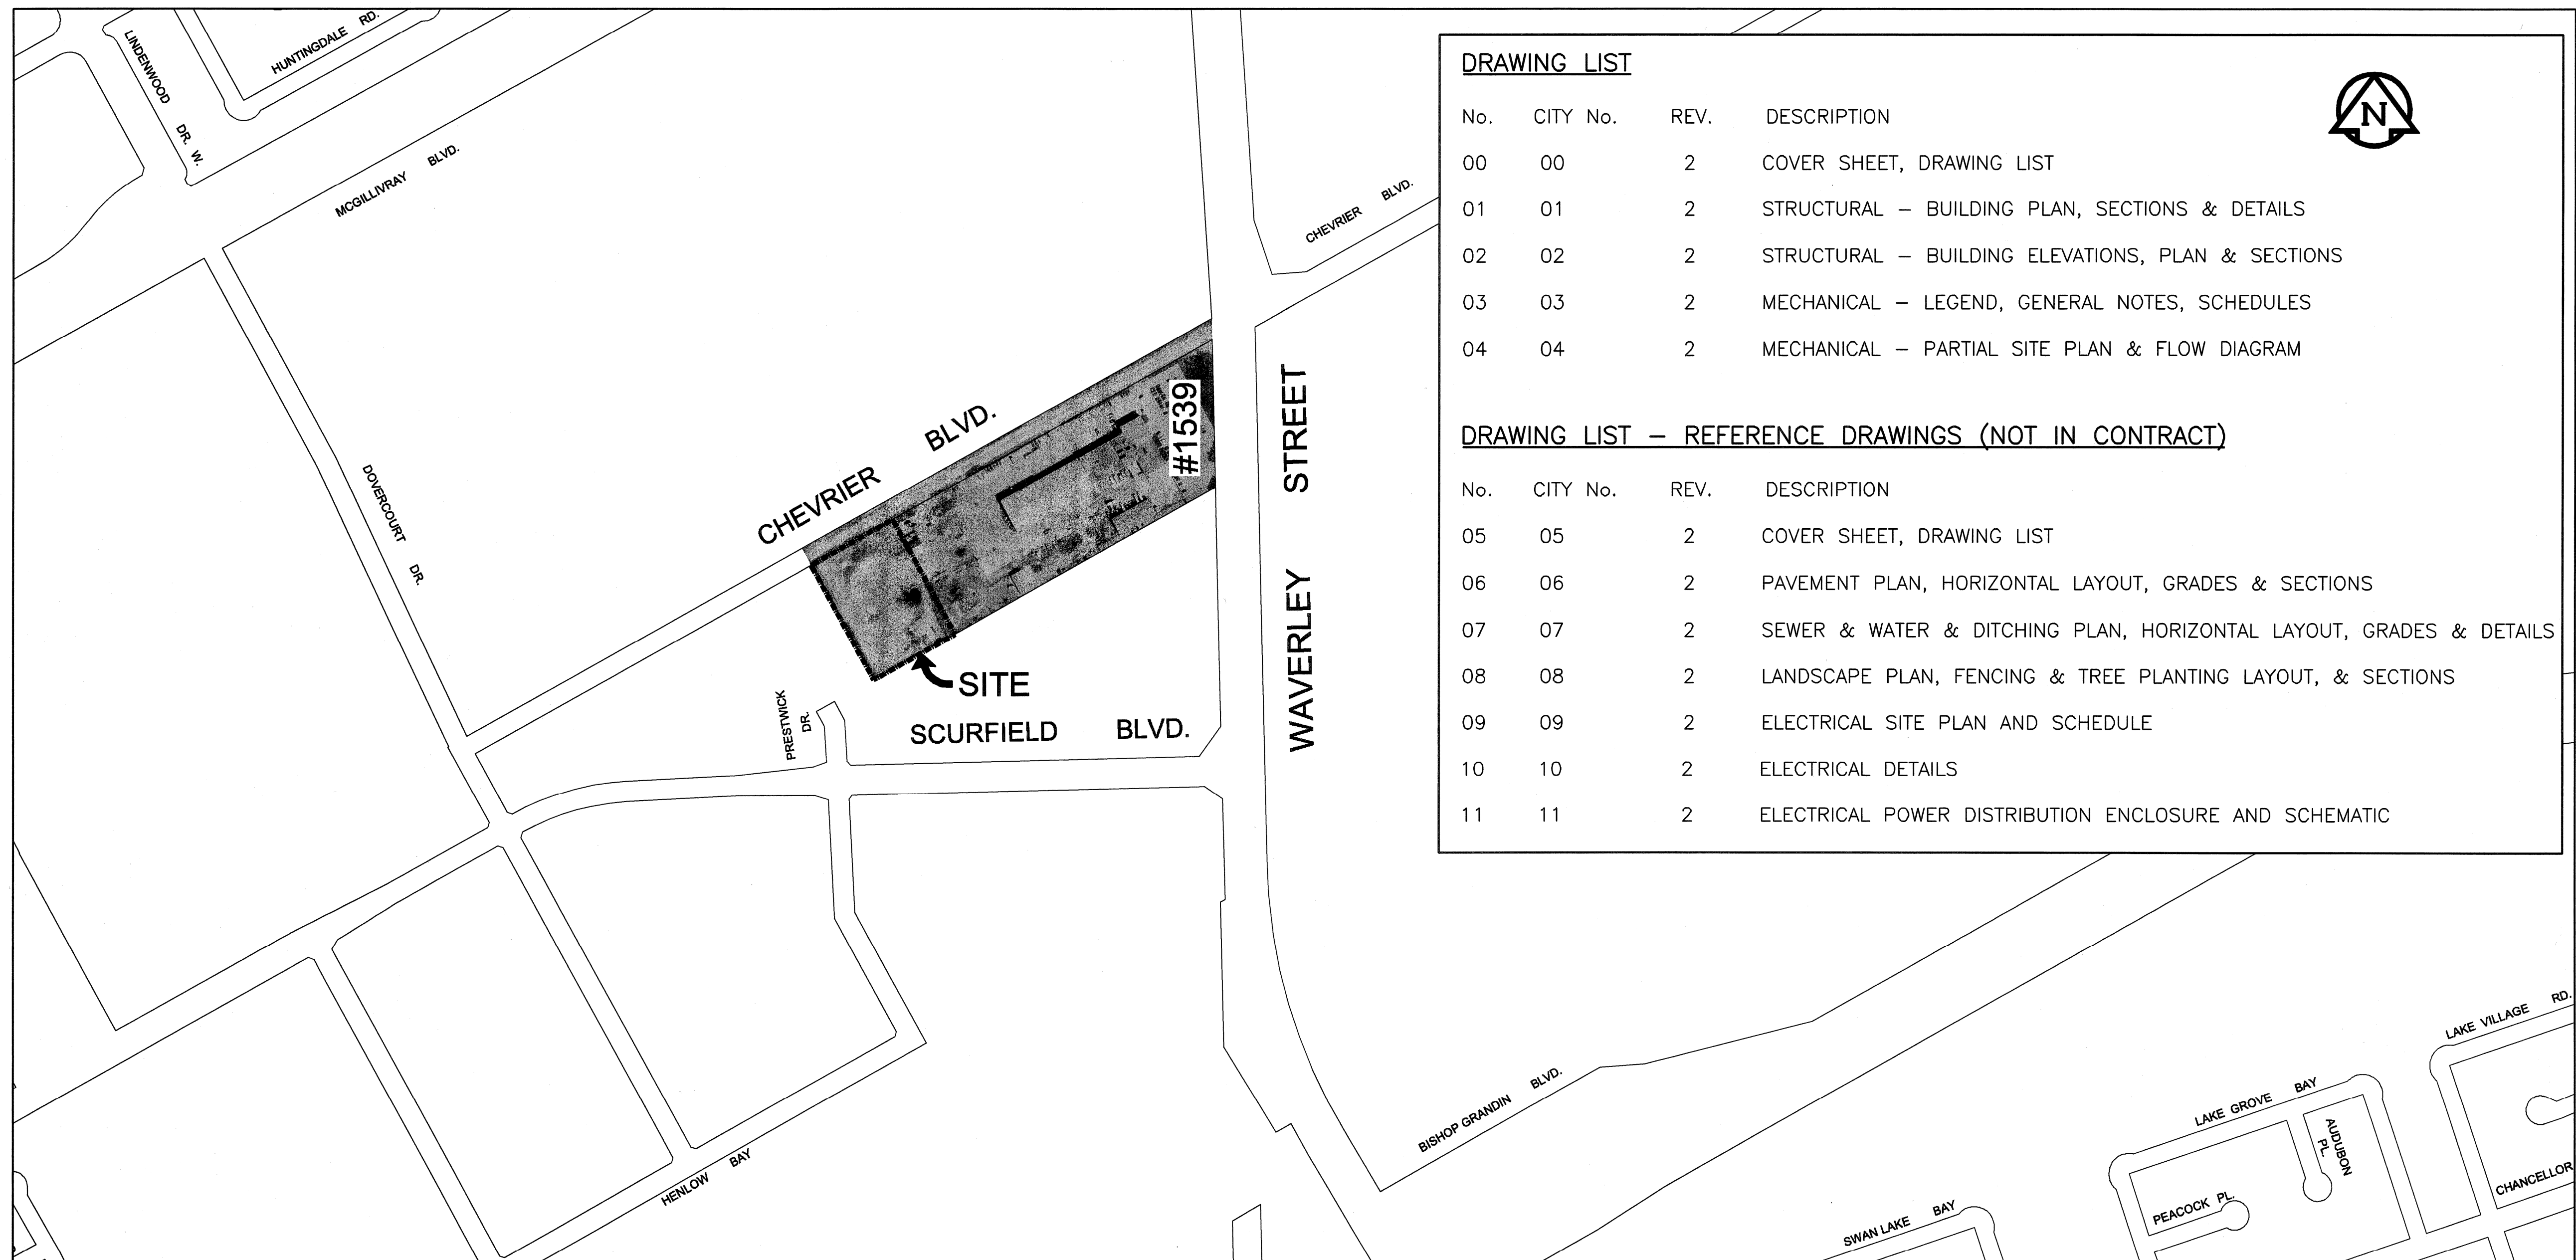 LINDENWOOD DR. W.
HUNTINGDALE RD.
MCGILLIVRAY BLVD.
DOVERCOURT DR.
CHEVRIER BLVD.
#1539
SITE
PRESTWICK
DR.
SCURFIELD BLVD.
WAVERLEY STREET
CHEVRIER BLVD.
HENLOW BAY
BISHOP GRANDIN BLVD.
SWAN LAKE BAY
PEACOCK PL.
AUDUBON
PL.
LAKE GROVE BAY
LAKE VILLAGE RD.
CHANCELLOR
DRAWING LIST
N
No. CITY No. REV. DESCRIPTION
00 00 2 COVER SHEET, DRAWING LIST
01 01 2 STRUCTURAL – BUILDING PLAN, SECTIONS & DETAILS
02 02 2 STRUCTURAL – BUILDING ELEVATIONS, PLAN & SECTIONS
03 03 2 MECHANICAL – LEGEND, GENERAL NOTES, SCHEDULES
04 04 2 MECHANICAL – PARTIAL SITE PLAN & FLOW DIAGRAM
DRAWING LIST – REFERENCE DRAWINGS (NOT IN CONTRACT)
No. CITY No. REV. DESCRIPTION
05 05 2 COVER SHEET, DRAWING LIST
06 06 2 PAVEMENT PLAN, HORIZONTAL LAYOUT, GRADES & SECTIONS
07 07 2 SEWER & WATER & DITCHING PLAN, HORIZONTAL LAYOUT, GRADES & DETAILS
08 08 2 LANDSCAPE PLAN, FENCING & TREE PLANTING LAYOUT, & SECTIONS
09 09 2 ELECTRICAL SITE PLAN AND SCHEDULE
10 10 2 ELECTRICAL DETAILS
11 11 2 ELECTRICAL POWER DISTRIBUTION ENCLOSURE AND SCHEMATIC